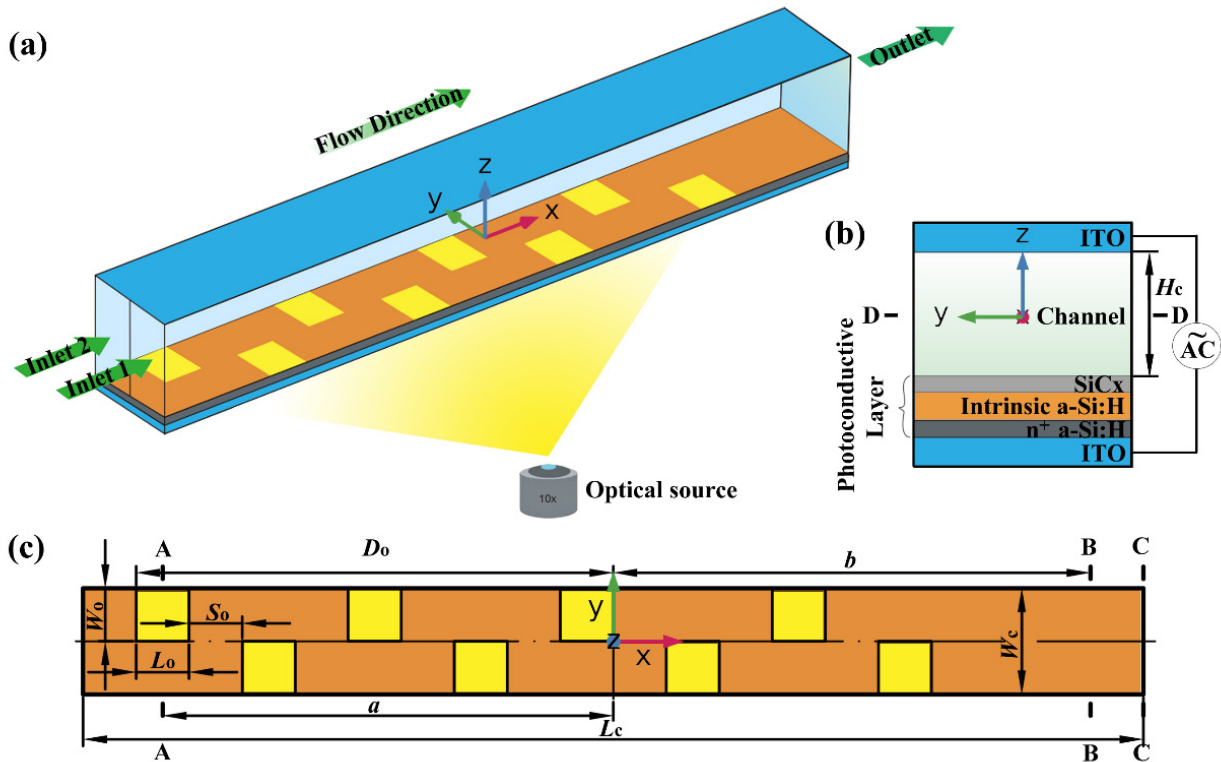 (a)
Outlet
Flow Direction
z
y
x
Inlet 2
Inlet 1
10x
Optical source
(b)
ITO
z
Hc
D
y
Channel
D
AC
SiCx
Intrinsic a-Si:H
n+ a-Si:H
ITO
Photoconductive
Layer
(c)
A
Do
b
B
C
Wo
So
y
Wc
Lo
z
x
a
Lc
A
B
C